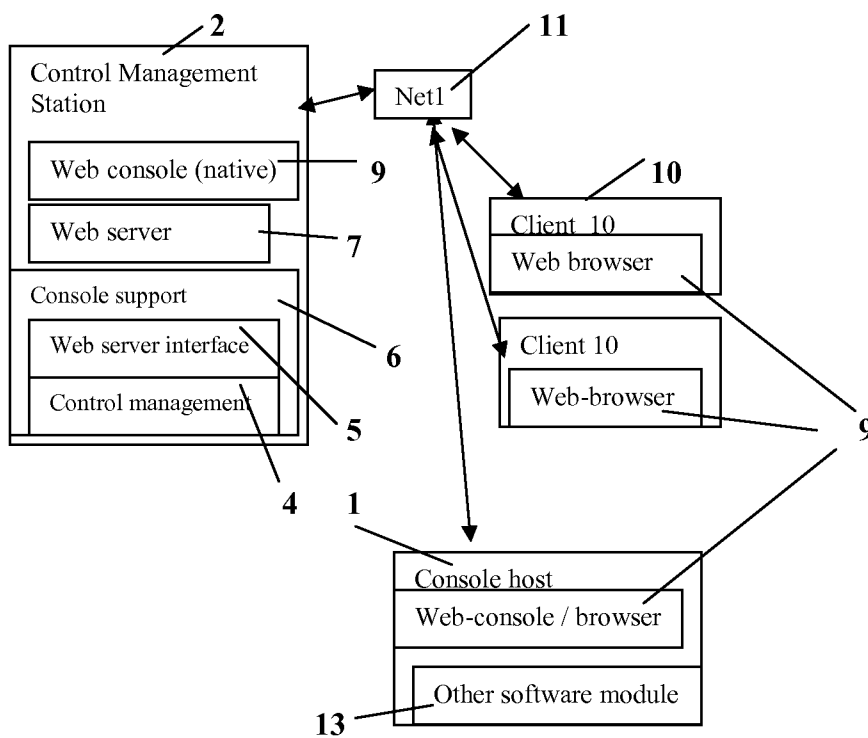 2
11
Control Management
Station
Net1
Web console (native)
9
10
Client 10
Web server
7
Web browser
Console support
6
Web server interface
Client 10
Control management
5
Web-browser
9
4
1
Console host
Web-console / browser
Other software module
13